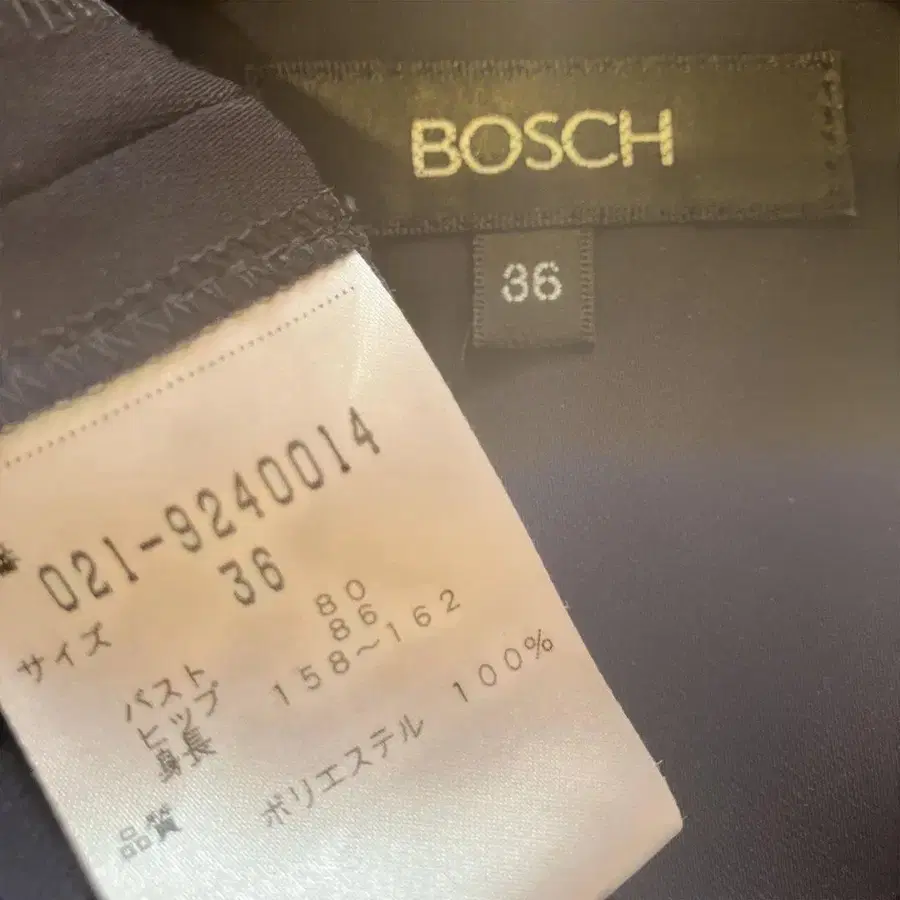 BOSCH
36
021-9240014
サイズ 36
バスト 80
ヒップ 86
身長 158～162
品質 ポリエステル 100%